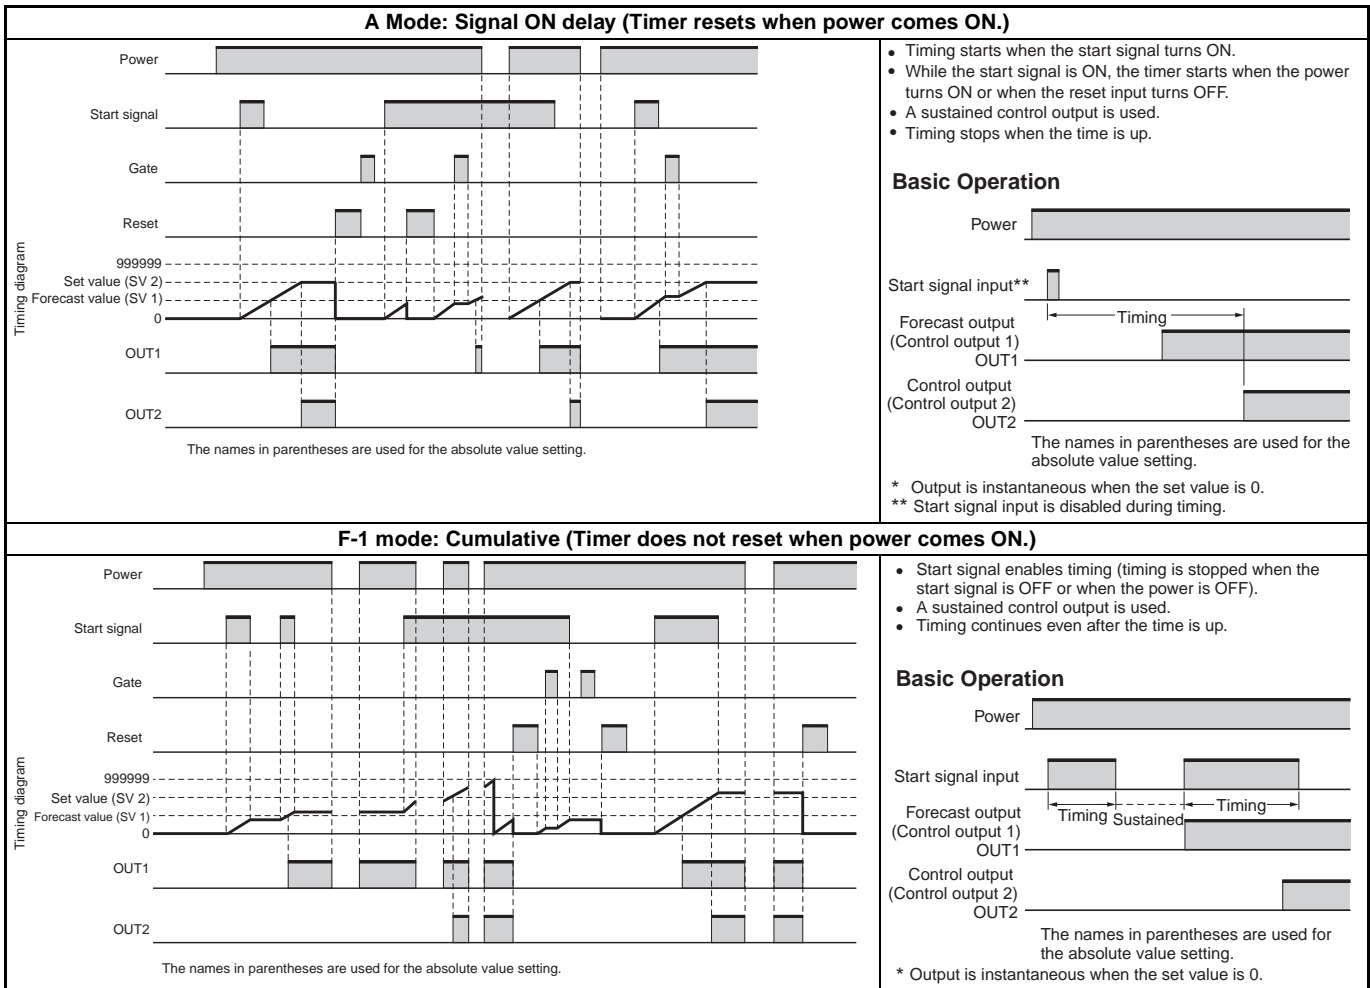 A Mode: Signal ON delay (Timer resets when power comes ON.)
Power
Start signal
Gate
Reset
Timing diagram
999999
Set value (SV 2)
Forecast value (SV 1)
0
OUT1
OUT2
The names in parentheses are used for the absolute value setting.
• Timing starts when the start signal turns ON.
• While the start signal is ON, the timer starts when the power
turns ON or when the reset input turns OFF.
• A sustained control output is used.
• Timing stops when the time is up.
Basic Operation
Power
Start signal input**
Timing
Forecast output
(Control output 1)
OUT1
Control output
(Control output 2)
OUT2
The names in parentheses are used for the
absolute value setting.
* Output is instantaneous when the set value is 0.
** Start signal input is disabled during timing.
F-1 mode: Cumulative (Timer does not reset when power comes ON.)
Power
Start signal
Gate
Reset
Timing diagram
999999
Set value (SV 2)
Forecast value (SV 1)
0
OUT1
OUT2
The names in parentheses are used for the absolute value setting.
• Start signal enables timing (timing is stopped when the
start signal is OFF or when the power is OFF).
• A sustained control output is used.
• Timing continues even after the time is up.
Basic Operation
Power
Start signal input
Timing Sustained Timing
Forecast output
(Control output 1)
OUT1
Control output
(Control output 2)
OUT2
The names in parentheses are used for
the absolute value setting.
* Output is instantaneous when the set value is 0.